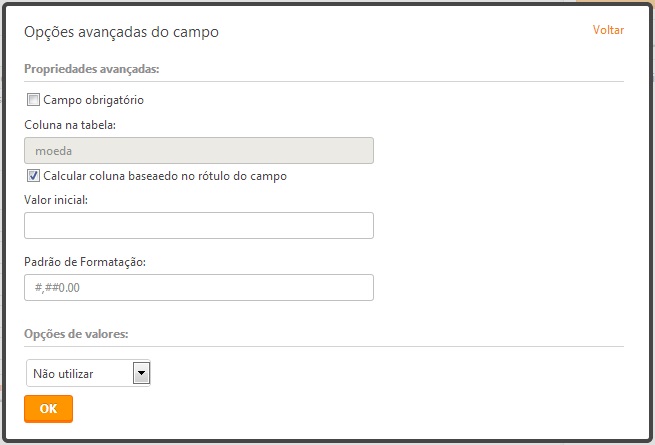 Opções avançadas do campo
Voltar
Propriedades avançadas:
Campo obrigatório
Coluna na tabela:
moeda
Calcular coluna baseaedo no rótulo do campo
Valor inicial:
Padrão de Formatação:
#,##0.00
Opções de valores:
Não utilizar
OK